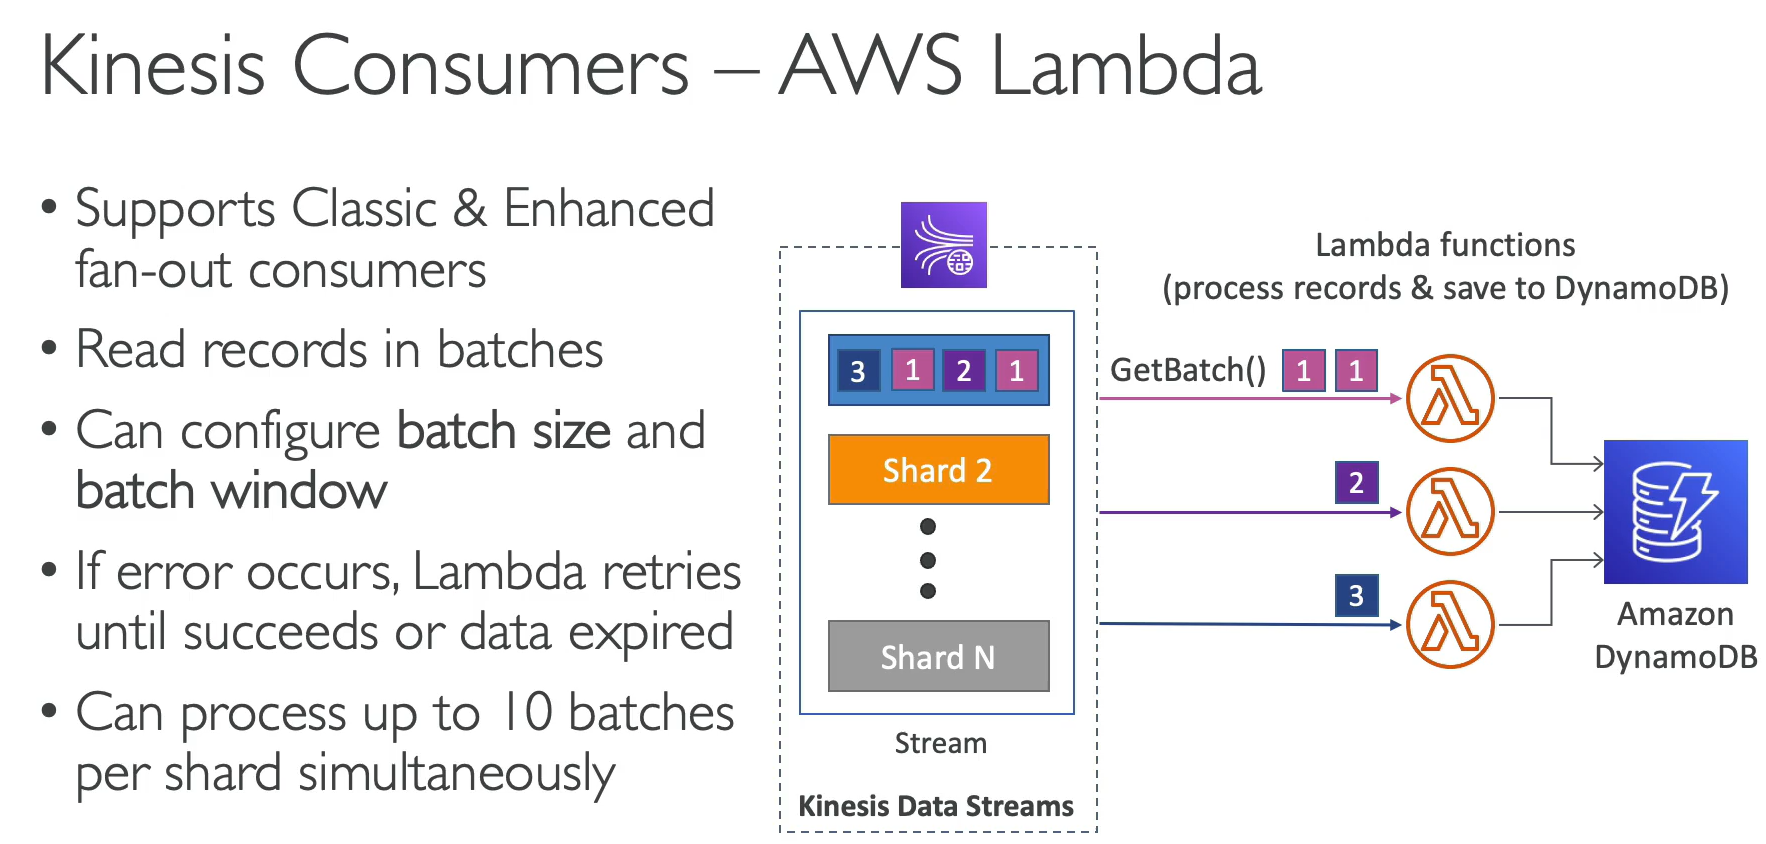 Kinesis Consumers – AWS Lambda
• Supports Classic & Enhanced
fan-out consumers
• Read records in batches
• Can configure batch size and
batch window
• If error occurs, Lambda retries
until succeeds or data expired
• Can process up to 10 batches
per shard simultaneously
3 1 2 1
Shard 2
Shard N
Stream
Kinesis Data Streams
Lambda functions
(process records & save to DynamoDB)
GetBatch() 1 1
2
3
Amazon
DynamoDB